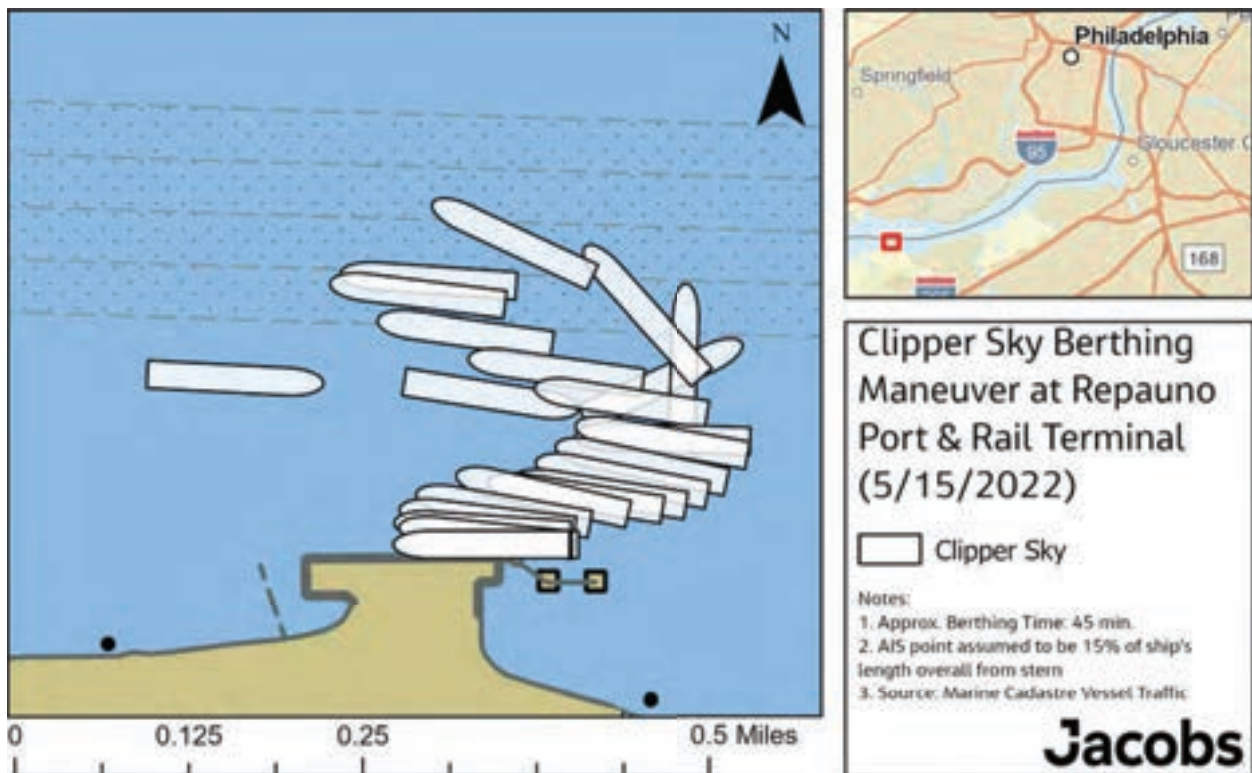 N
Philadelphia
Springfield
95
Gloucester C
168
Clipper Sky Berthing
Maneuver at Repauno
Port & Rail Terminal
(5/15/2022)
Clipper Sky
Notes:
1. Approx. Berthing Time: 45 min.
2. AIS point assumed to be 15% of ship's
length overall from stern
3. Source: Marine Cadastre Vessel Traffic
0 0.125 0.25 0.5 Miles
Jacobs